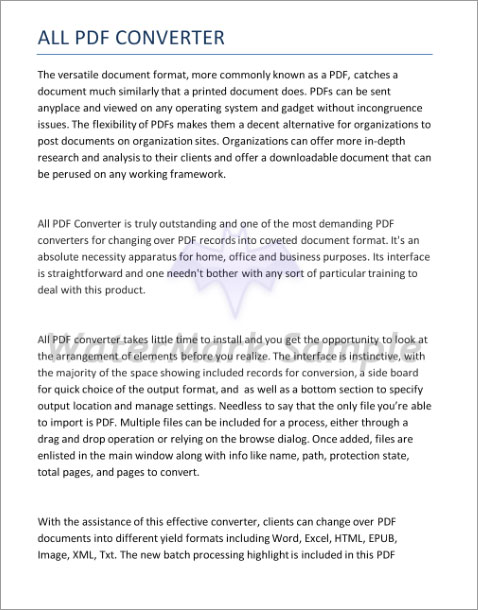 ALL PDF CONVERTER
The versatile document format, more commonly known as a PDF, catches a
document much similarly that a printed document does. PDFs can be sent
anyplace and viewed on any operating system and gadget without incongruence
issues. The flexibility of PDFs makes them a decent alternative for organizations to
post documents on organization sites. Organizations can offer more in-depth
research and analysis to their clients and offer a downloadable document that can
be perused on any working framework.
All PDF Converter is truly outstanding and one of the most demanding PDF
converters for changing over PDF records into coveted document format. It's an
absolute necessity apparatus for home, office and business purposes. Its interface
is straightforward and one needn't bother with any sort of particular training to
deal with this product.
WaterMark Sample
All PDF converter takes little time to install and you get the opportunity to look at
the arrangement of elements before you realize. The interface is instinctive, with
the majority of the space showing included records for conversion, a side board
for quick choice of the output format, and  as well as a bottom section to specify
output location and manage settings. Needless to say that the only file you're able
to import is PDF. Multiple files can be included for a process, either through a
drag and drop operation or relying on the browse dialog. Once added, files are
enlisted in the main window along with info like name, path, protection state,
total pages, and pages to convert.
With the assistance of this effective converter, clients can change over PDF
documents into different yield formats including Word, Excel, HTML, EPUB,
Image, XML, Txt. The new batch processing highlight is included in this PDF